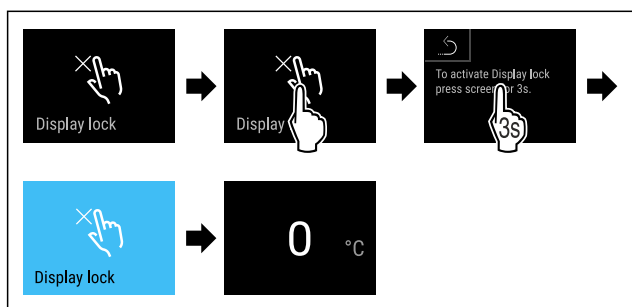 Display lock
Display
To activate Display lock
press screen for 3s.
3s
Display lock
0 °C